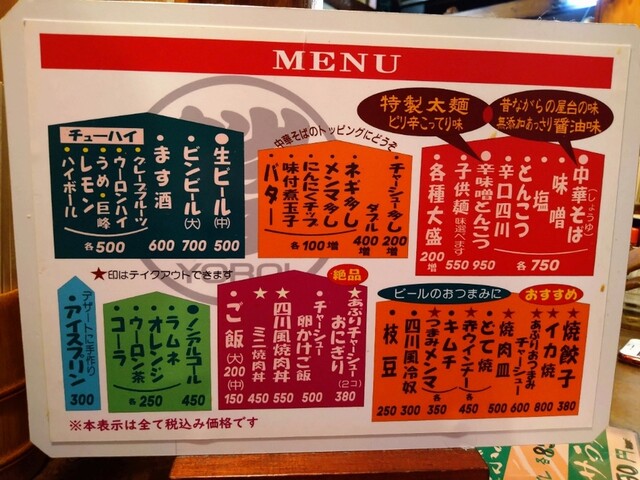 MENU
特製太麺
ピリ辛こってり味
昔ながらの屋台の味
無添加あっさり醤油味
・中華そば
(しょうゆ)
・味噌
・塩
・とんこつ
・辛口四川
各750
・辛味噌とんこつ
950
・子供麺 味選べます
550
・各種大盛
200増
中華そばのトッピングにどうぞ
・チャーシュー多し
200増
ダブル
400増
・ネギ多し
・メンマ多し
・にんにくチップ
・味付煮玉子
・バター
各100増
・生ビール(中)
500
・ビンビール(大)
700
・ます酒
600
チューハイ
・グレープフルーツ
・ウーロンハイ
・うめ・巨峰
・レモン
・ハイボール
各500
★印はテイクアウトできます
YOROI
ビールのおつまみに
おすすめ
★焼餃子
380
★イカ焼
800
★あぶりおつまみチャーシュー
600
★焼肉皿
500
・とて焼
・赤ウインナー
450
・キムチ
★つまみメンマ
350
・四川風冷奴
300
・枝豆
250
絶品
★あぶりチャーシューおにぎり(2コ)
380
・チャーシュー卵かけご飯
500
★四川風焼肉丼
550
★ミニ焼肉丼
450
・ご飯
(大)200
(中)150
・ノンアルコール
450
・ラムネ
・オレンジ
・ウーロン茶
・コーラ
各250
デザートに手作り
・アイスプリン
300
※本表示は全て税込み価格です